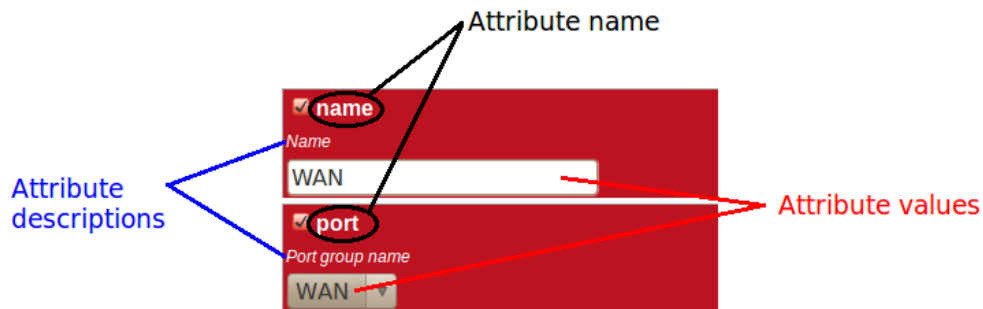 Attribute name
name
Name
WAN
Attribute
descriptions
Attribute values
port
Port group name
WAN